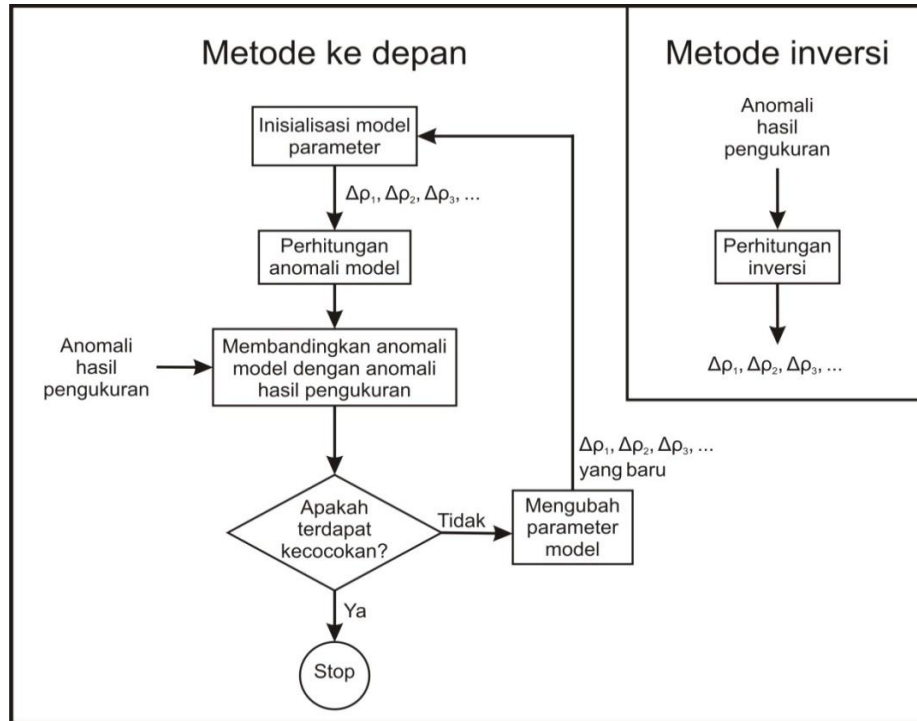 Metode ke depan
Inisialisasi model
parameter
Δρ₁, Δρ₂, Δρ₃, ...
Perhitungan
anomali model
Anomali
hasil
pengukuran
Membandingkan anomali
model dengan anomali
hasil pengukuran
Apakah
terdapat
kecocokan?
Tidak
Mengubah
parameter
model
Δρ₁, Δρ₂, Δρ₃, ...
yang baru
Ya
Stop
Metode inversi
Anomali
hasil
pengukuran
Perhitungan
inversi
Δρ₁, Δρ₂, Δρ₃, ...